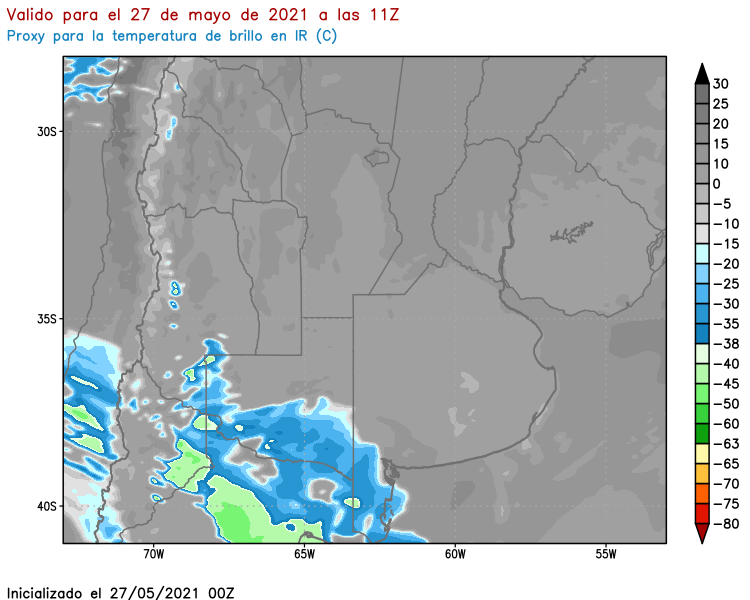 Valido para el 27 de mayo de 2021 a las 11Z
Proxy para la temperatura de brillo en IR (C)
30S
35S
40S
70W
65W
60W
55W
30
25
20
15
10
0
−5
−10
−15
−20
−25
−30
−35
−38
−40
−45
−50
−60
−63
−65
−70
−75
−80
Inicializado el 27/05/2021 00Z